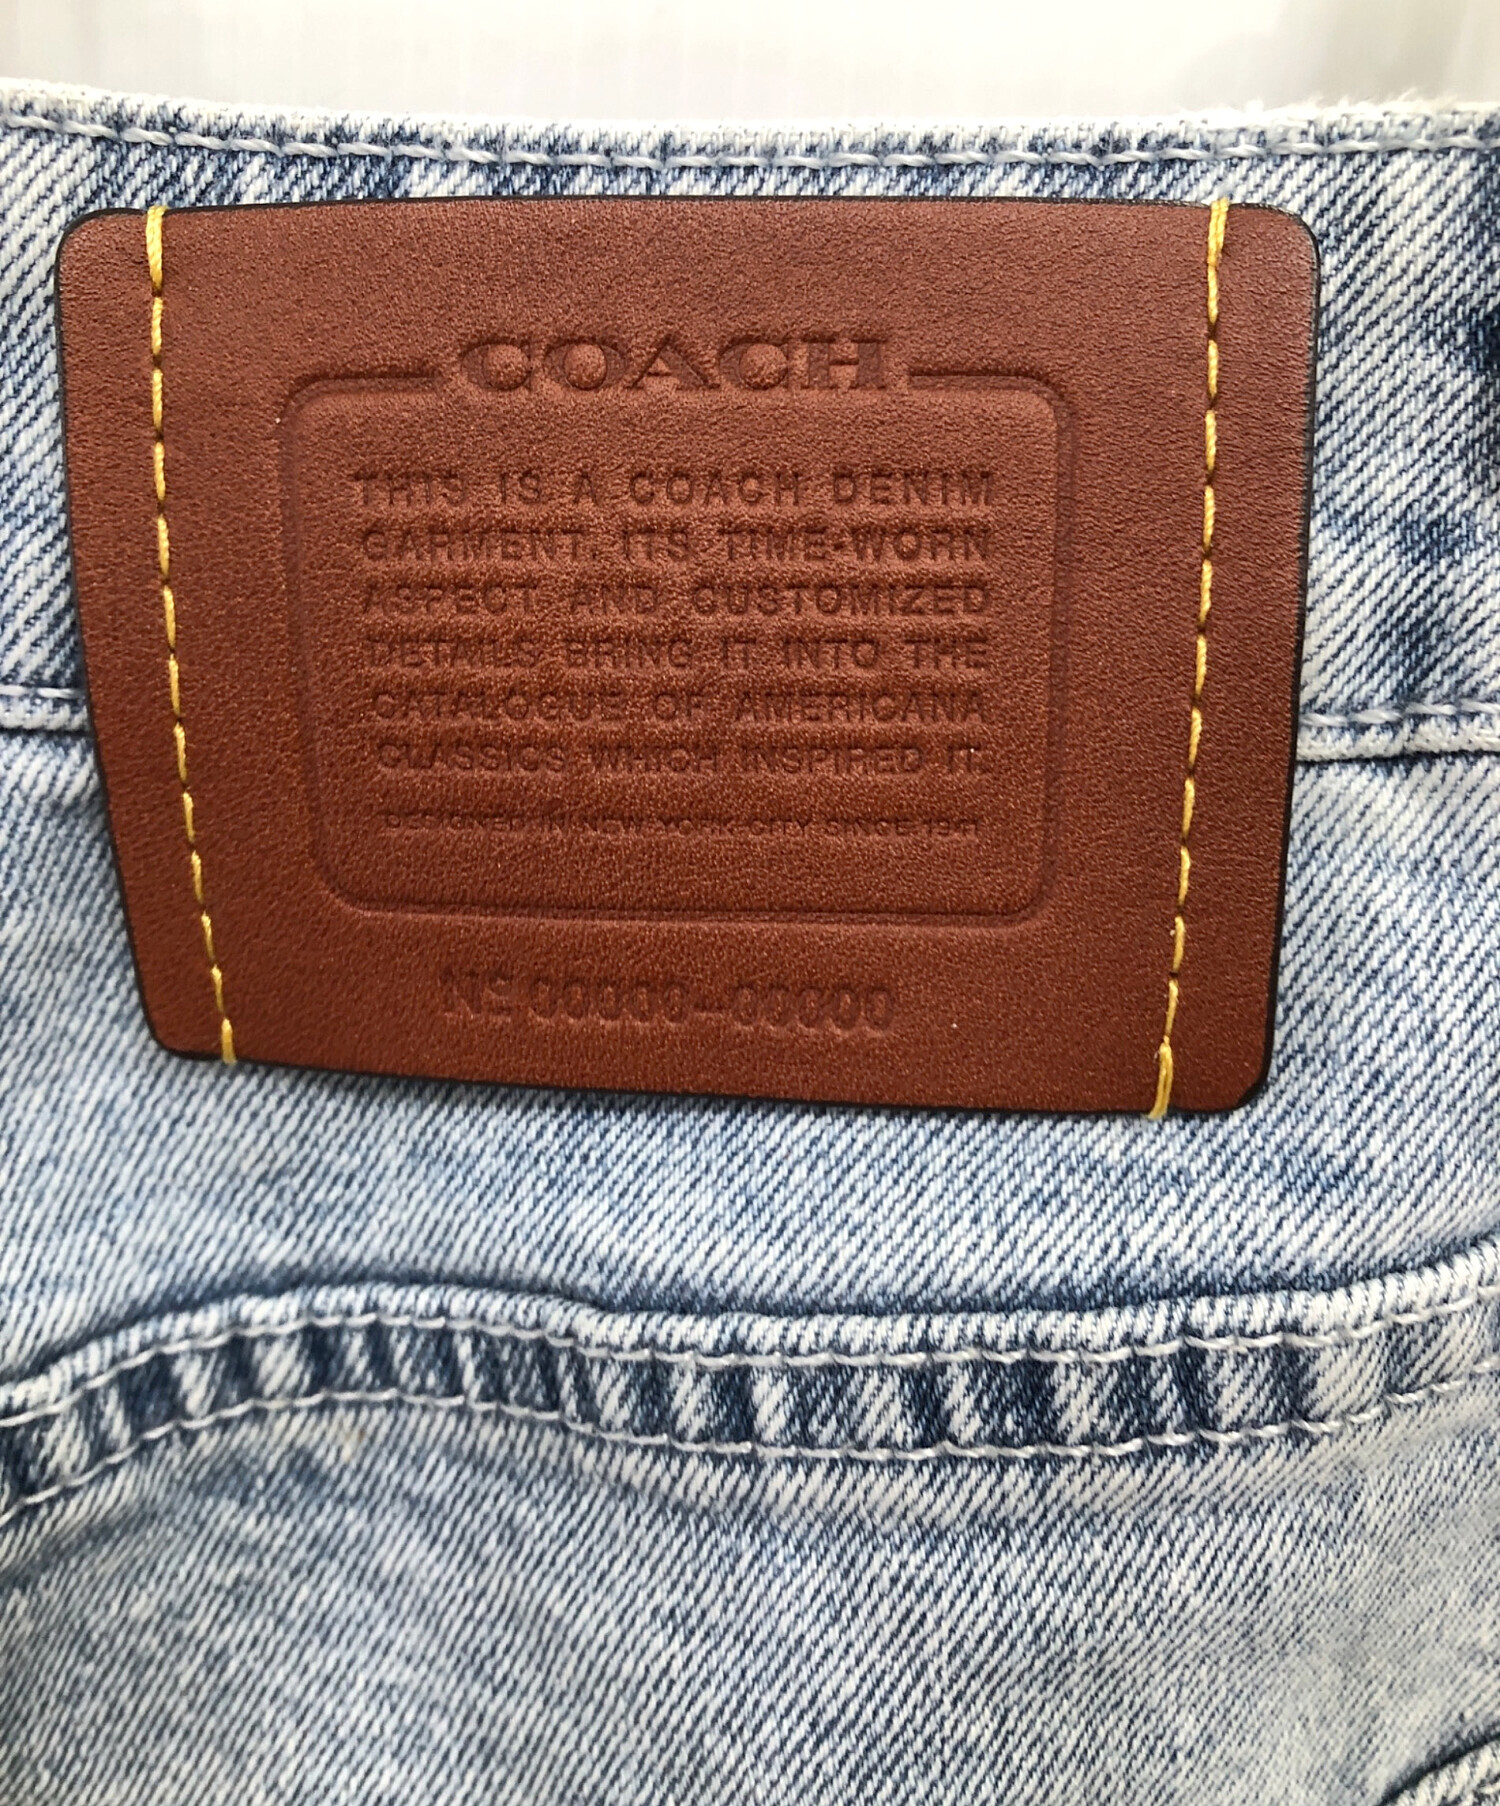 COACH
THIS IS A COACH DENIM
GARMENT. ITS TIME-WORN
ASPECT AND CUSTOMIZED
DETAILS BRING IT INTO THE
CATALOGUE OF AMERICANA
CLASSICS WHICH INSPIRED IT.
DESIGNED IN NEW YORK CITY SINCE 1941
Nº 00000-00000